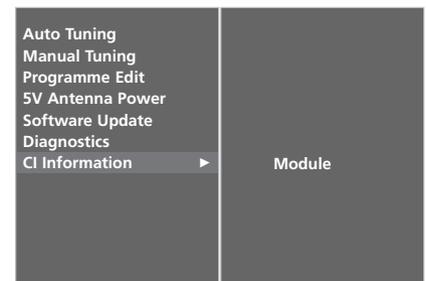 Auto Tuning
Manual Tuning
Programme Edit
5V Antenna Power
Software Update
Diagnostics
CI Information ►
Module